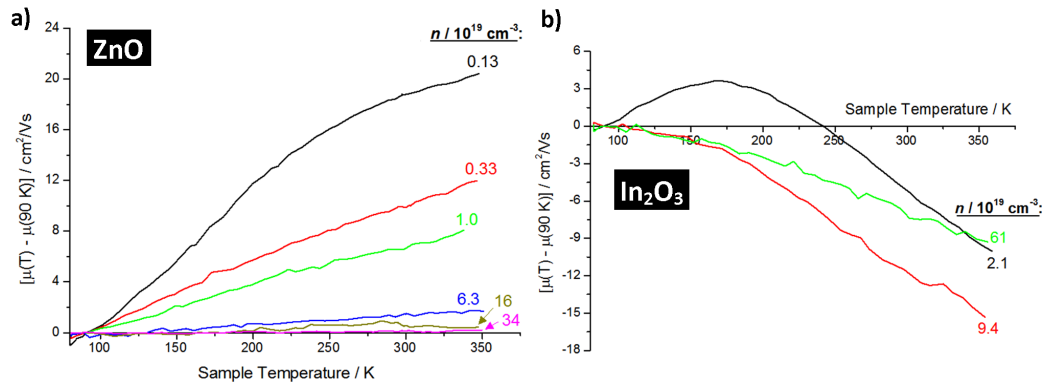 a)
ZnO
n / 10¹⁹ cm⁻³:
0.13
0.33
1.0
6.3
16
34
24
20
16
12
8
4
0
100 150 200 250 300 350
Sample Temperature / K
[μ(T) - μ(90 K)] / cm²/Vs
b)
In₂O₃
6
3
0
-3
-6
-9
-12
-15
-18
100 150 200 250 300 350
Sample Temperature / K
[μ(T) - μ(90 K)] / cm²/Vs
n / 10¹⁹ cm⁻³:
61
2.1
9.4